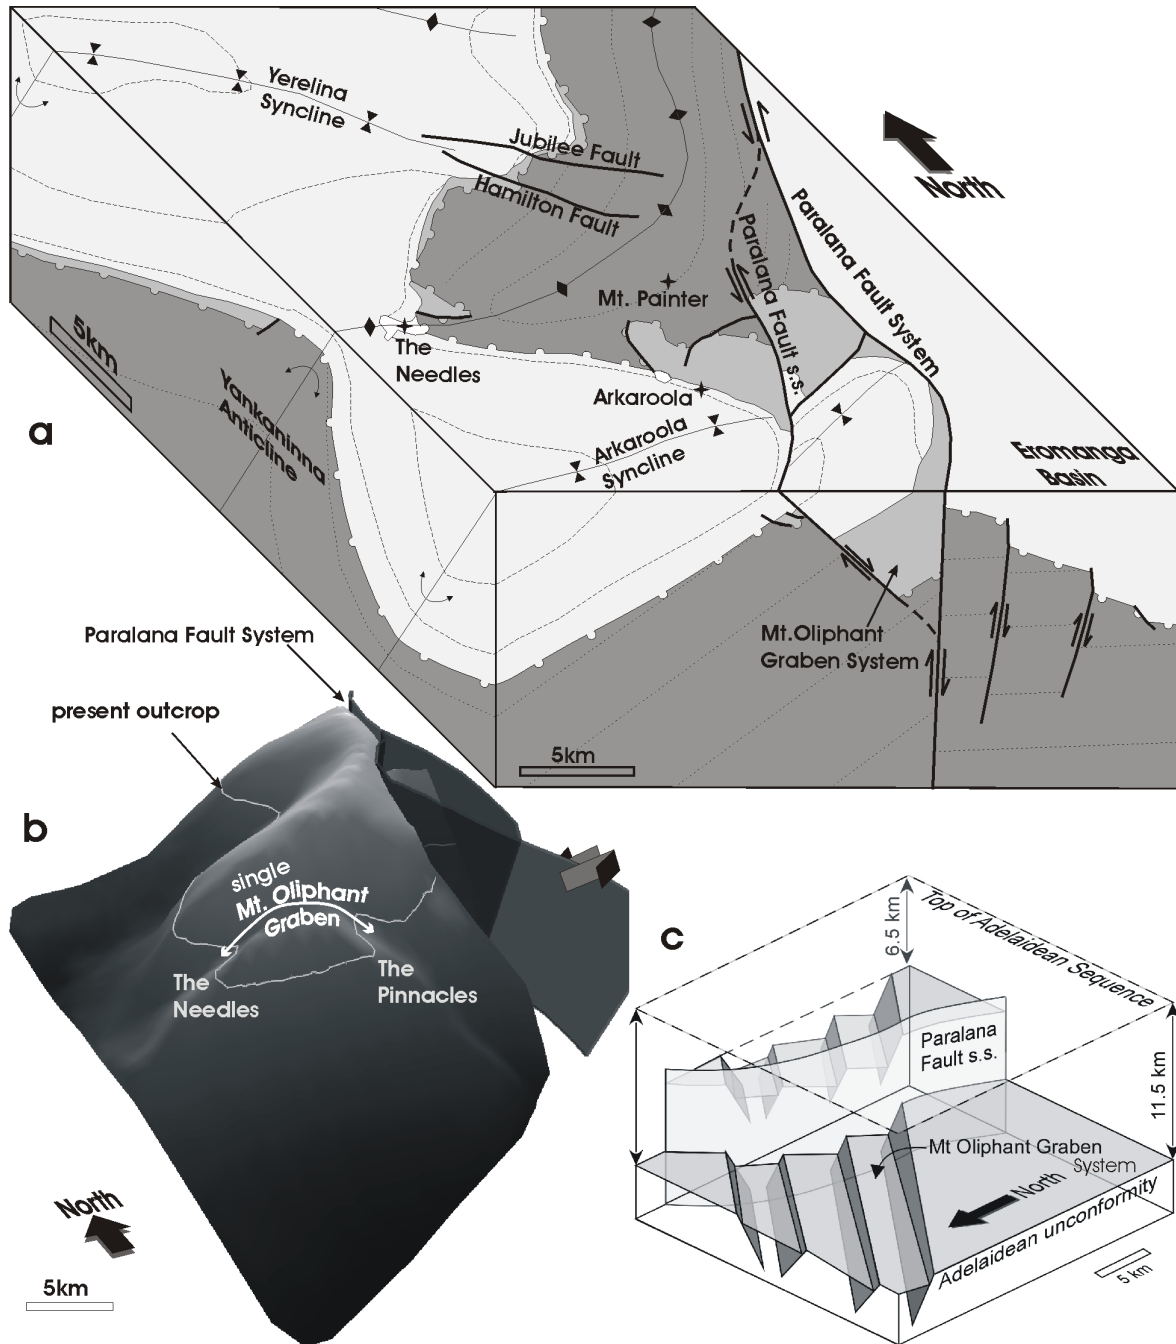 Yerelina
Syncline
Jubilee Fault
Hamilton Fault
North
Paralana Fault System
Paralana Fault s.s.
Mt. Painter
5km
The
Needles
Yankaninna
Anticline
Arkaroola
Arkaroola
Syncline
a
Eromanga
Basin
Mt.Oliphant
Graben System
5km
Paralana Fault System
present outcrop
b
single
Mt. Oliphant
Graben
The
Needles
The
Pinnacles
North
5km
c
6.5 km
Top of Adelaidean Sequence
Paralana
Fault s.s.
11.5 km
Mt Oliphant Graben
System
North
Adelaidean unconformity
5 km